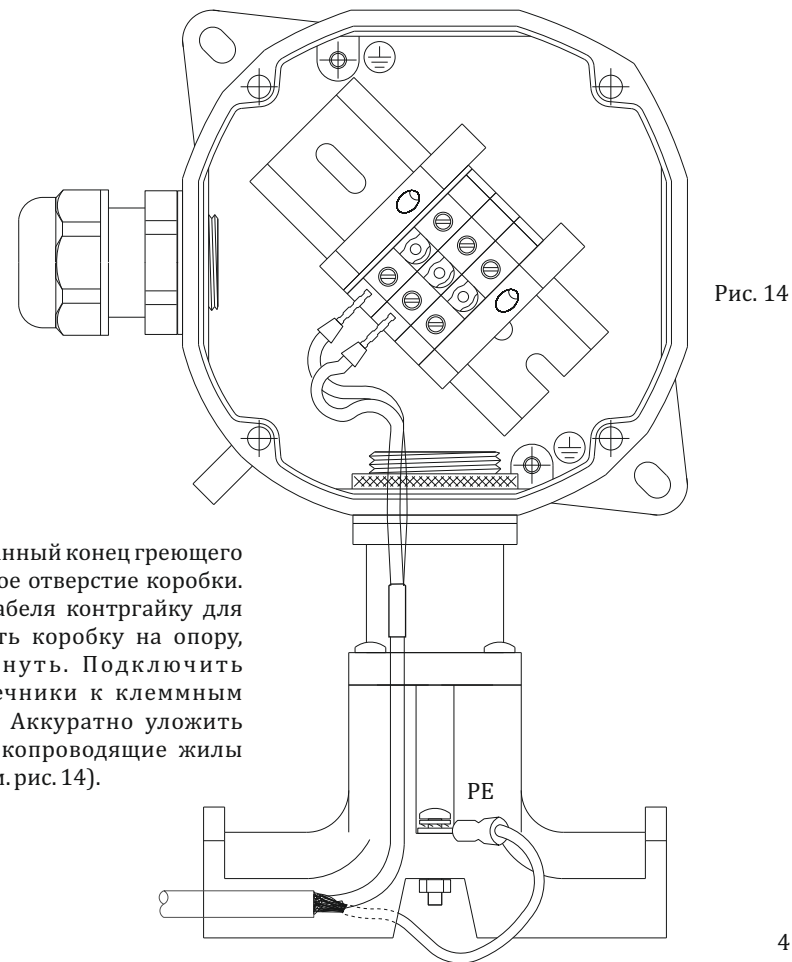 Рис. 14
анный конец греющего
ое отверстие коробки.
абеля контргайку для
ть коробку на опору,
нуть. Подключить
ечники к клеммным
Аккуратно уложить
копроводящие жилы
м. рис. 14).
PE
4